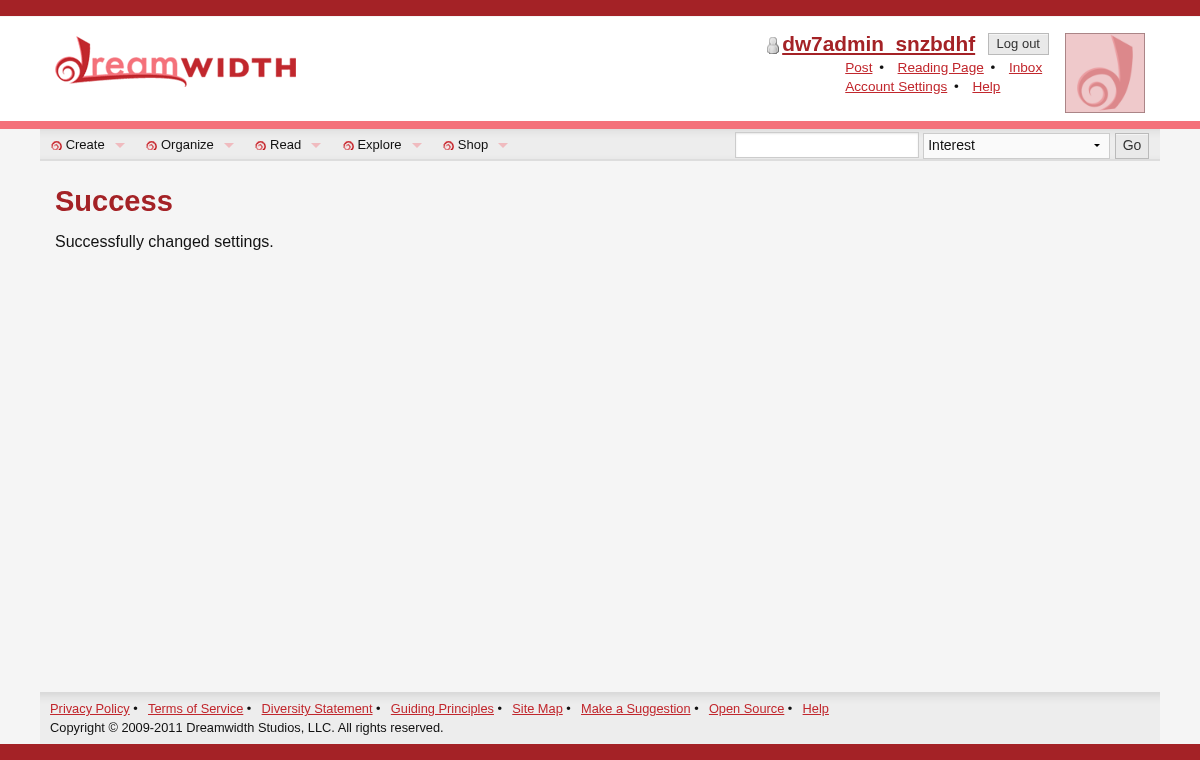 dreamWIDTH
dw7admin_snzbdhf Log out
Post • Reading Page • Inbox
Account Settings • Help
Create Organize Read Explore Shop Interest Go
Success
Successfully changed settings.
Privacy Policy • Terms of Service • Diversity Statement • Guiding Principles • Site Map • Make a Suggestion • Open Source • Help
Copyright © 2009-2011 Dreamwidth Studios, LLC. All rights reserved.